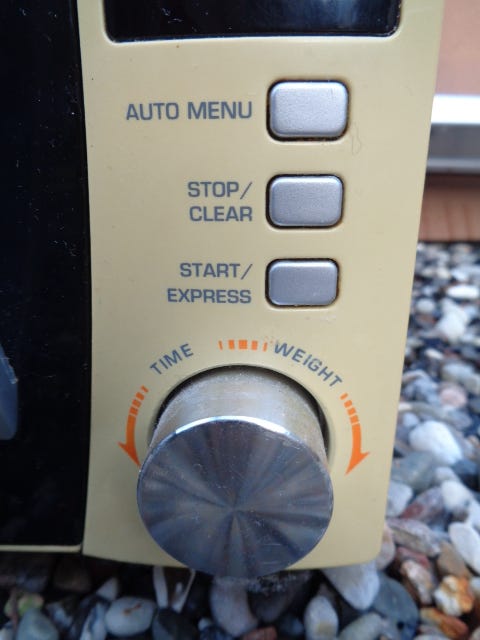 AUTO MENU
STOP/
CLEAR
START/
EXPRESS
TIME
WEIGHT